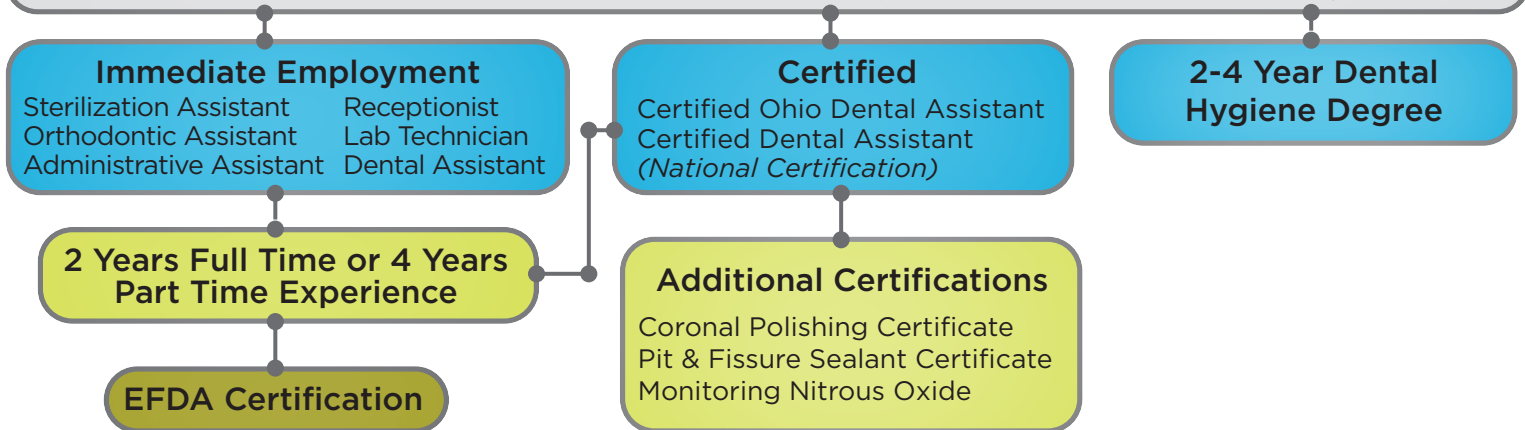 Immediate Employment
Sterilization Assistant
Orthodontic Assistant
Administrative Assistant
Receptionist
Lab Technician
Dental Assistant
2 Years Full Time or 4 Years
Part Time Experience
EFDA Certification
Certified
Certified Ohio Dental Assistant
Certified Dental Assistant
(National Certification)
Additional Certifications
Coronal Polishing Certificate
Pit & Fissure Sealant Certificate
Monitoring Nitrous Oxide
2-4 Year Dental
Hygiene Degree